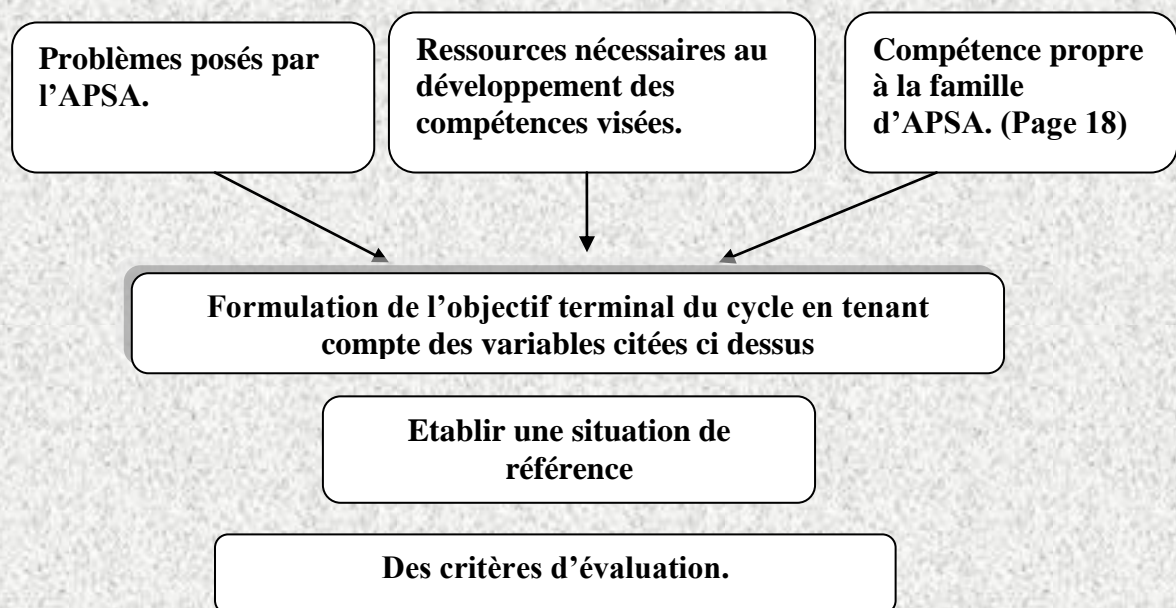 Problèmes posés par
l’APSA.
Ressources nécessaires au
développement des
compétences visées.
Compétence propre
à la famille
d’APSA. (Page 18)
Formulation de l’objectif terminal du cycle en tenant
compte des variables citées ci dessus
Etablir une situation de
référence
Des critères d’évaluation.